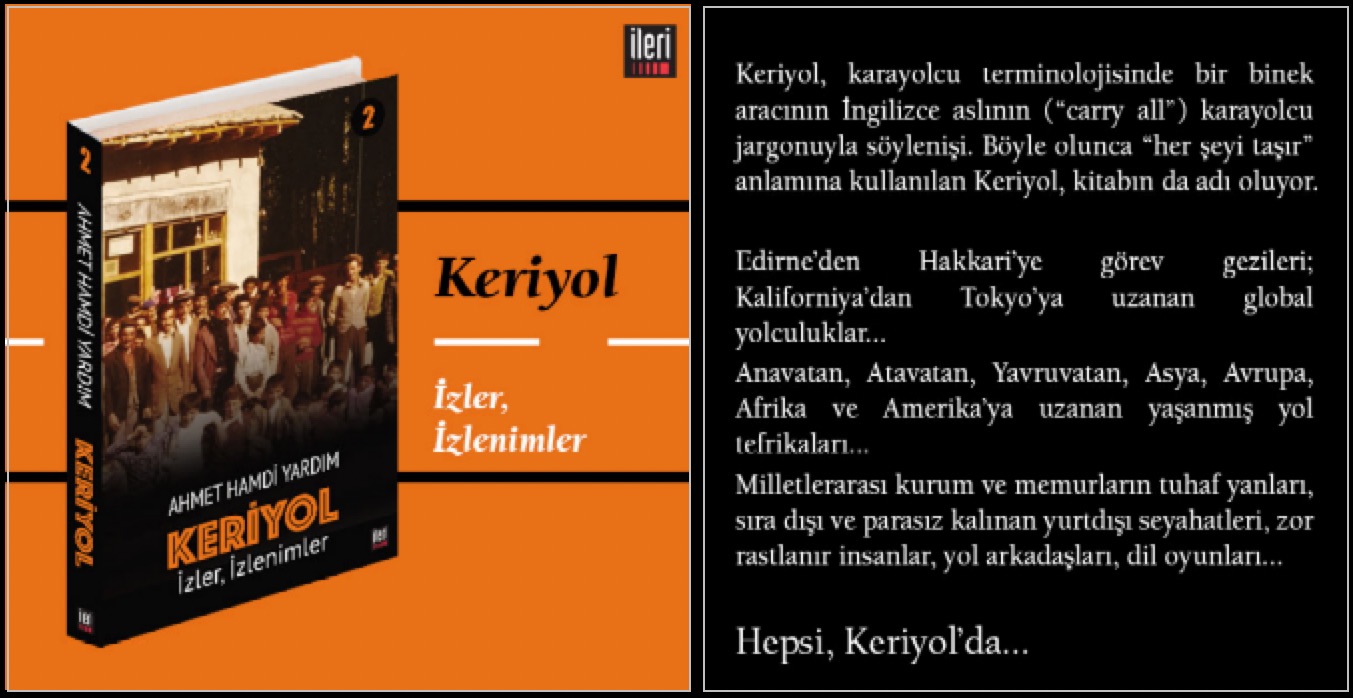 ileri
2
2
AHMET HAMDİ YARDIM
KERİYOL
AHMET HAMDİ YARDIM
KERİYOL
İzler, İzlenimler
ileri
ileri
Keriyol
İzler,
İzlenimler
Keriyol, karayolcu terminolojisinde bir binek
aracının İngilizce aslının (“carry all”) karayolcu
jargonuyla söylenişi. Böyle olunca “her şeyi taşır”
anlamına kullanılan Keriyol, kitabın da adı oluyor.
Edirne’den Hakkari’ye görev gezileri;
Kaliforniya’dan Tokyo’ya uzanan global
yolculuklar...
Anavatan, Atavatan, Yavruvatan, Asya, Avrupa,
Afrika ve Amerika’ya uzanan yaşanmış yol
tefrikaları...
Milletlerarası kurum ve memurların tuhaf yanları,
sıra dışı ve parasız kalınan yurtdışı seyahatleri, zor
rastlanır insanlar, yol arkadaşları, dil oyunları...
Hepsi, Keriyol’da...